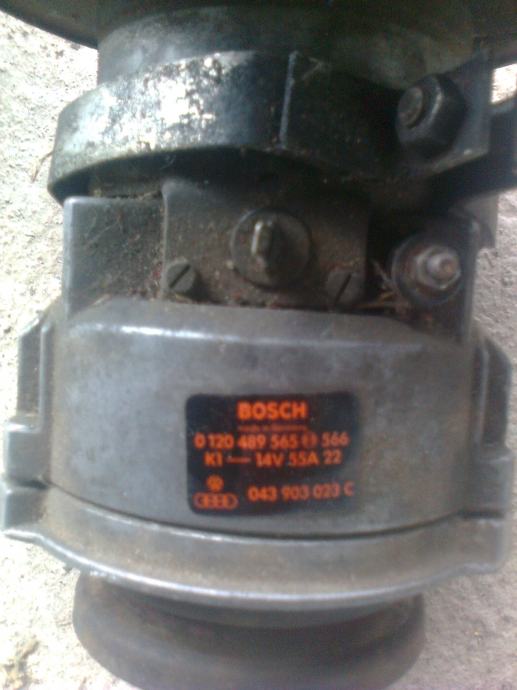 BOSCH
Made in Germany
0 120 489 565 566
K1 14V 55A 22
043 903 023 C